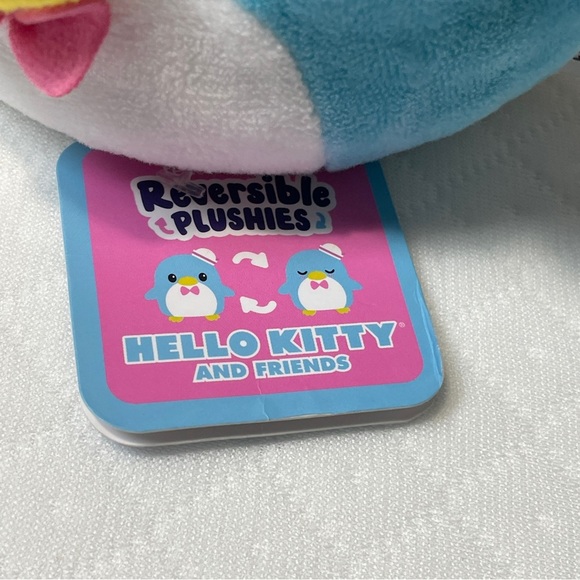 Reversible
PLUSHIES
HELLO KITTY®
AND FRIENDS